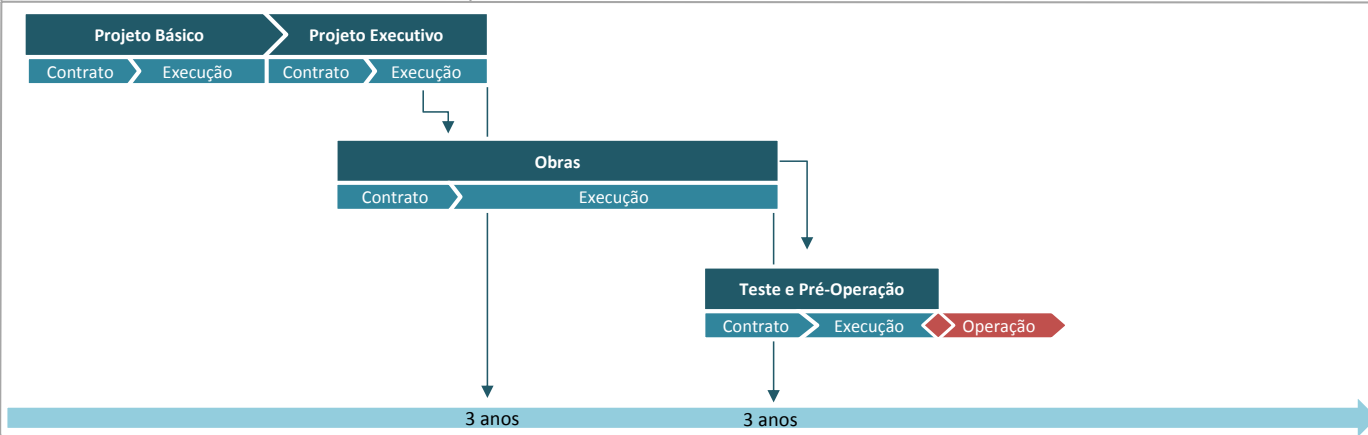 Projeto Básico Projeto Executivo
Contrato Execução Contrato Execução
Obras
Contrato Execução
Teste e Pré-Operação
Contrato Execução Operação
3 anos 3 anos